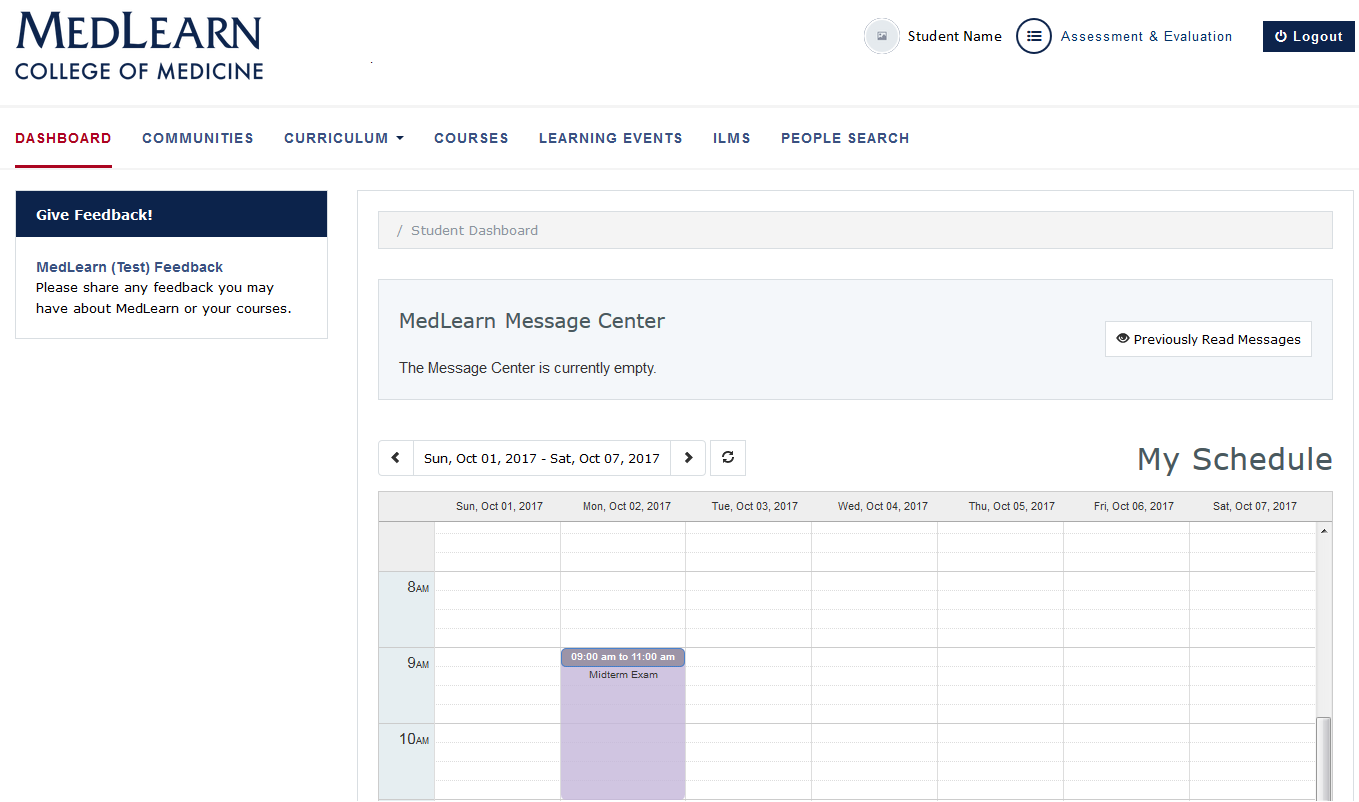 MEDLEARN
COLLEGE OF MEDICINE
Student Name
Assessment & Evaluation
Logout
DASHBOARD COMMUNITIES CURRICULUM COURSES LEARNING EVENTS ILMS PEOPLE SEARCH
Give Feedback!
MedLearn (Test) Feedback
Please share any feedback you may
have about MedLearn or your courses.
/ Student Dashboard
MedLearn Message Center
The Message Center is currently empty.
Previously Read Messages
Sun, Oct 01, 2017 - Sat, Oct 07, 2017
My Schedule
Sun, Oct 01, 2017 Mon, Oct 02, 2017 Tue, Oct 03, 2017 Wed, Oct 04, 2017 Thu, Oct 05, 2017 Fri, Oct 06, 2017 Sat, Oct 07, 2017
8AM
9AM
09:00 am to 11:00 am
Midterm Exam
10AM